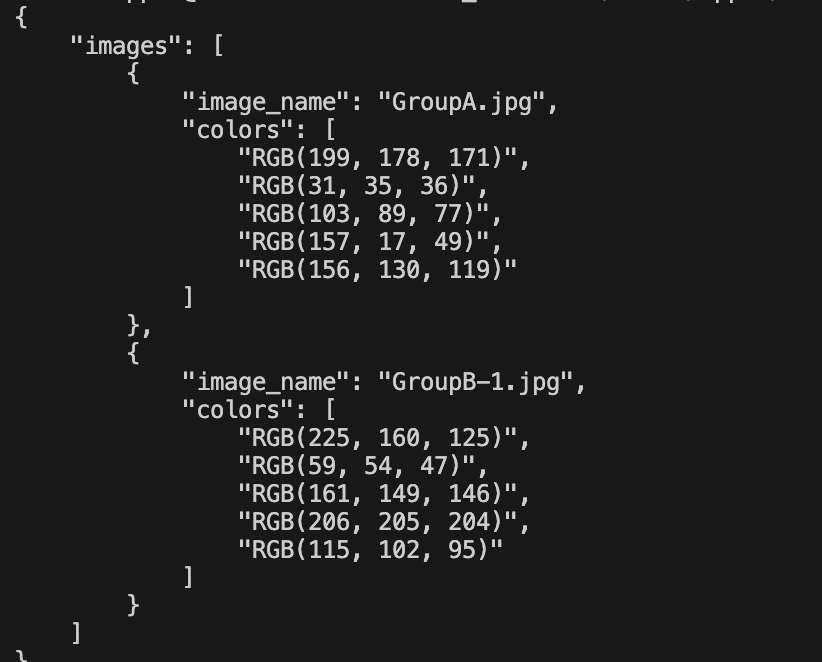 {
    "images": [
        {
            "image_name": "GroupA.jpg",
            "colors": [
                "RGB(199, 178, 171)",
                "RGB(31, 35, 36)",
                "RGB(103, 89, 77)",
                "RGB(157, 17, 49)",
                "RGB(156, 130, 119)"
            ]
        },
        {
            "image_name": "GroupB-1.jpg",
            "colors": [
                "RGB(225, 160, 125)",
                "RGB(59, 54, 47)",
                "RGB(161, 149, 146)",
                "RGB(206, 205, 204)",
                "RGB(115, 102, 95)"
            ]
        }
    ]
}